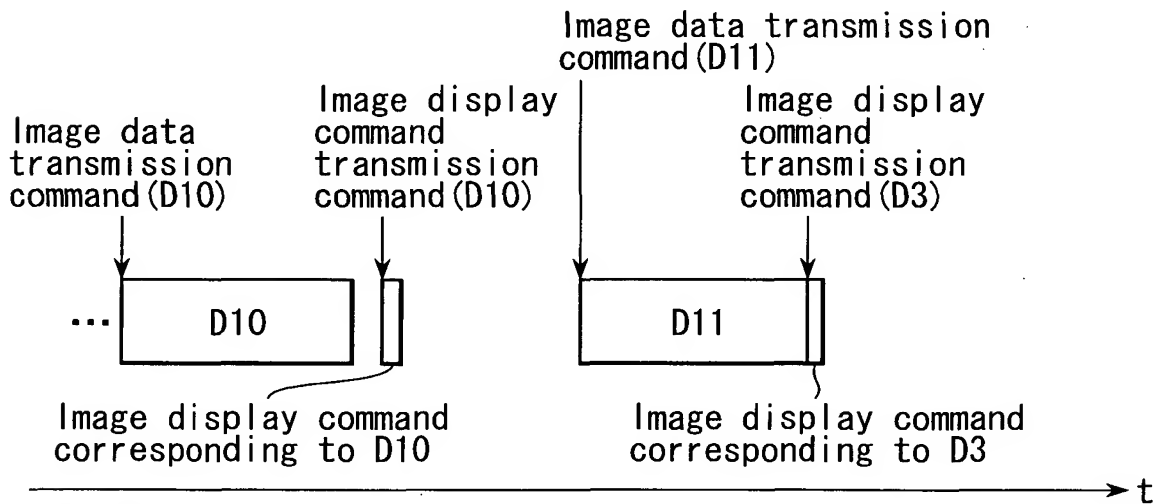 Image data transmission
command(D11)
Image data
transmission
command(D10)
Image display
command
transmission
command(D10)
Image display
command
transmission
command(D3)
... D10
D11
Image display command
corresponding to D10
Image display command
corresponding to D3
t